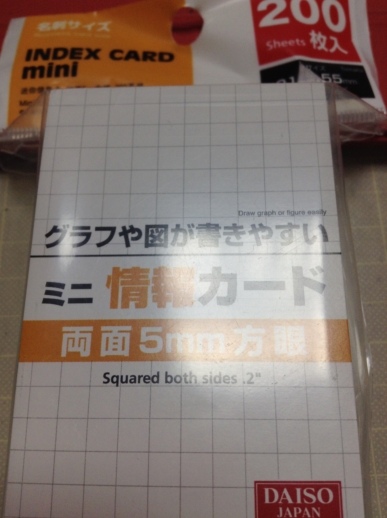 名刺サイズ
200
INDEX CARD
Sheets 枚入
mini
55
Draw graph or figure easily
グラフや図が書きやすい
ミニ 情報カード
両面5mm方眼
Squared both sides .2"
DAISO
JAPAN